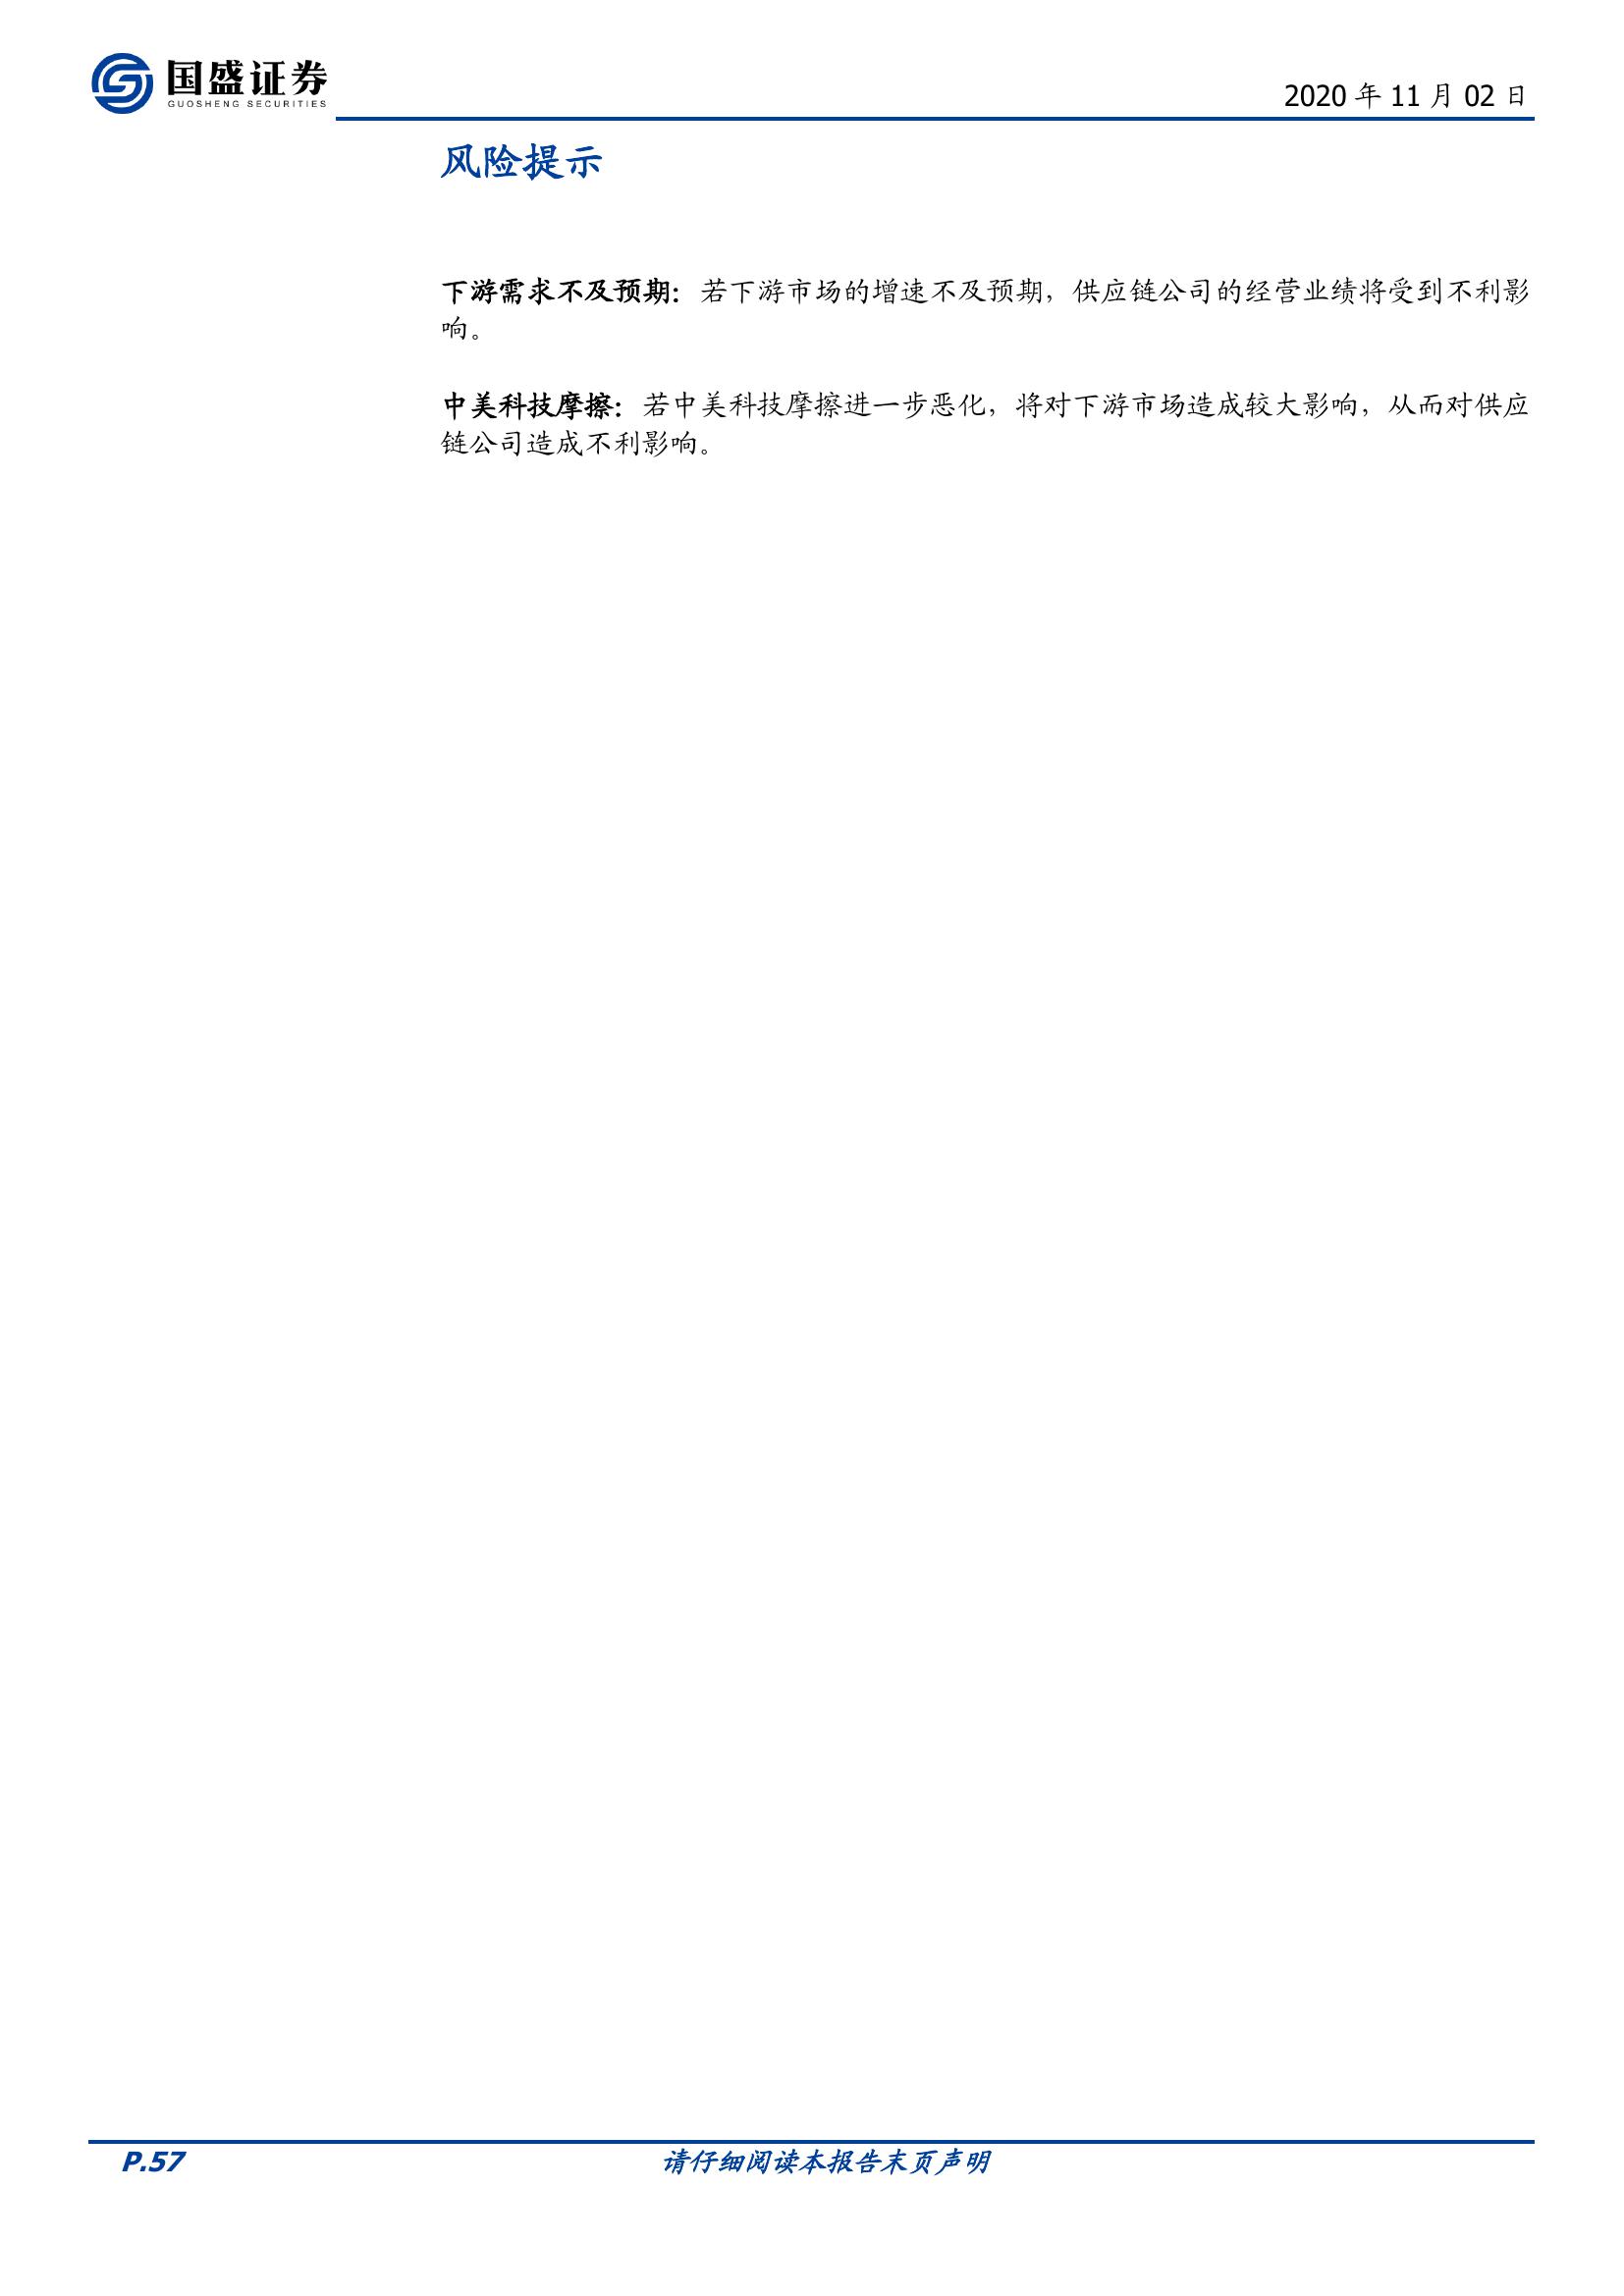 国盛证券
GUOSHENG SECURITIES
2020 年 11 月 02 日
风险提示
下游需求不及预期：若下游市场的增速不及预期，供应链公司的经营业绩将受到不利影
响。
中美科技摩擦：若中美科技摩擦进一步恶化，将对下游市场造成较大影响，从而对供应
链公司造成不利影响。
P.57
请仔细阅读本报告末页声明